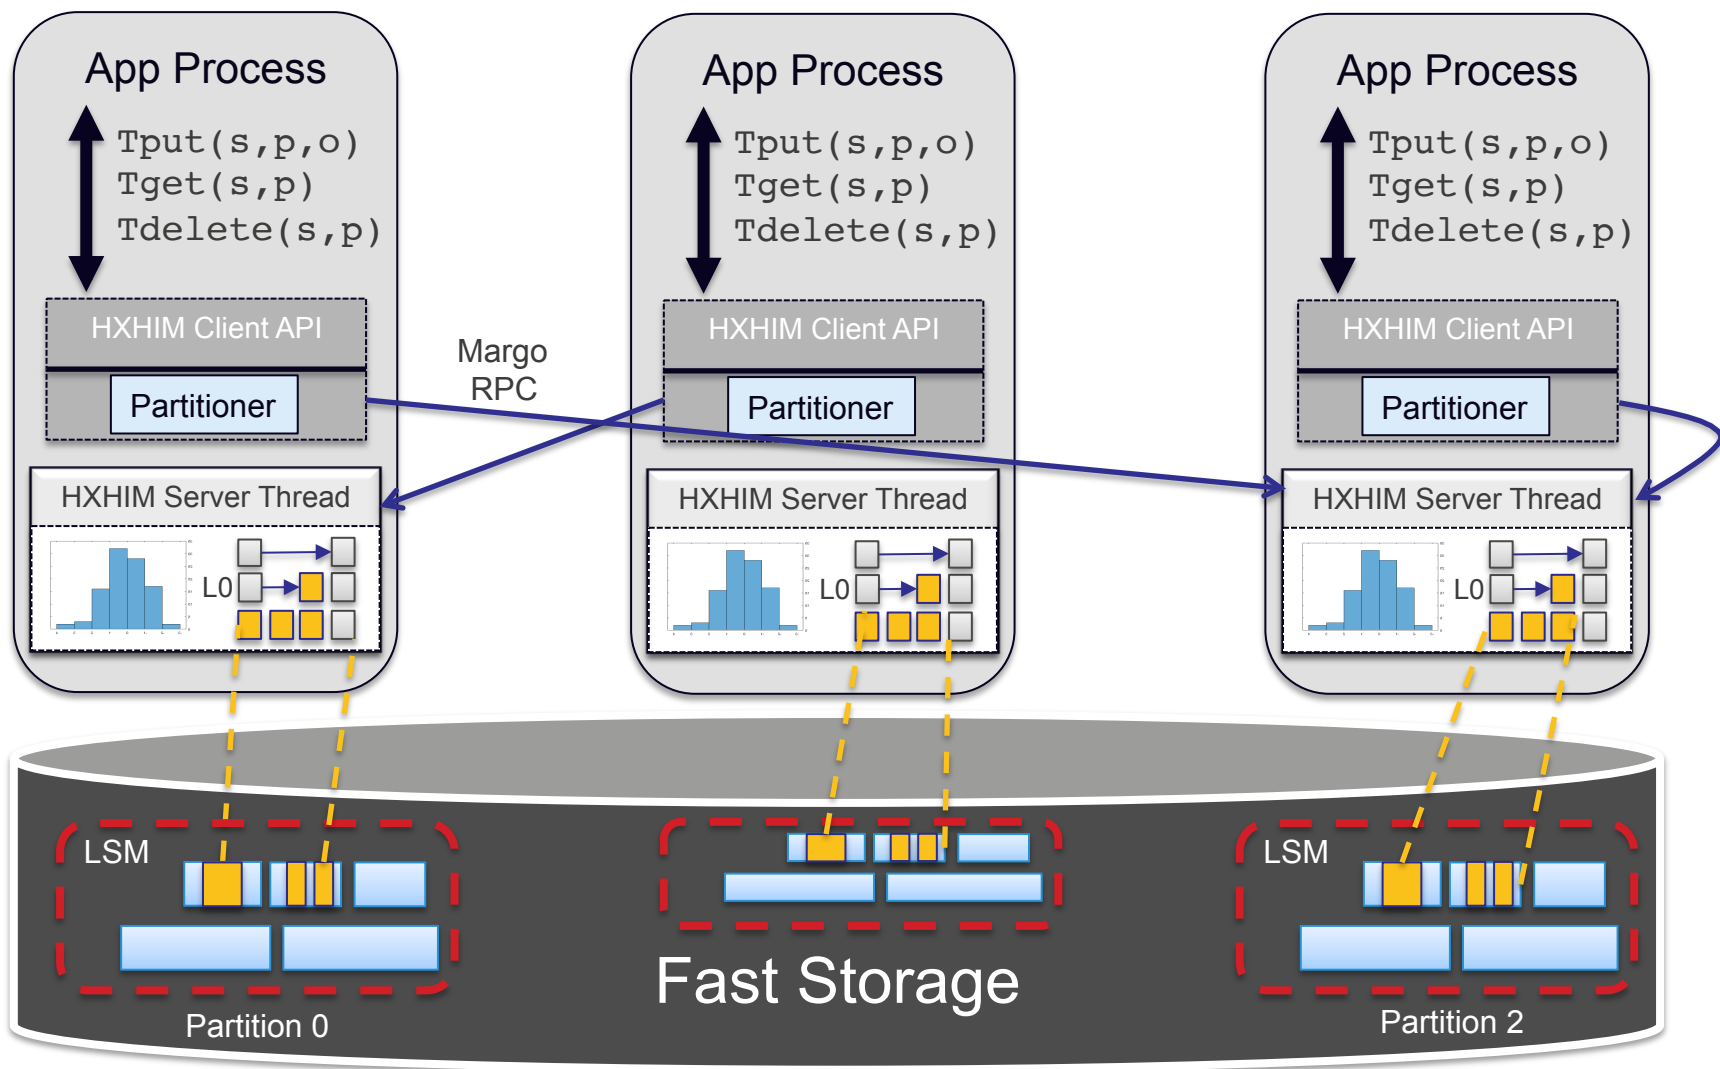 App Process
Tput(s,p,o)
Tget(s,p)
Tdelete(s,p)
HXHIM Client API
Partitioner
HXHIM Server Thread
L0
App Process
Tput(s,p,o)
Tget(s,p)
Tdelete(s,p)
HXHIM Client API
Partitioner
HXHIM Server Thread
L0
App Process
Tput(s,p,o)
Tget(s,p)
Tdelete(s,p)
HXHIM Client API
Partitioner
HXHIM Server Thread
L0
Margo
RPC
LSM
Partition 0
Fast Storage
LSM
Partition 2